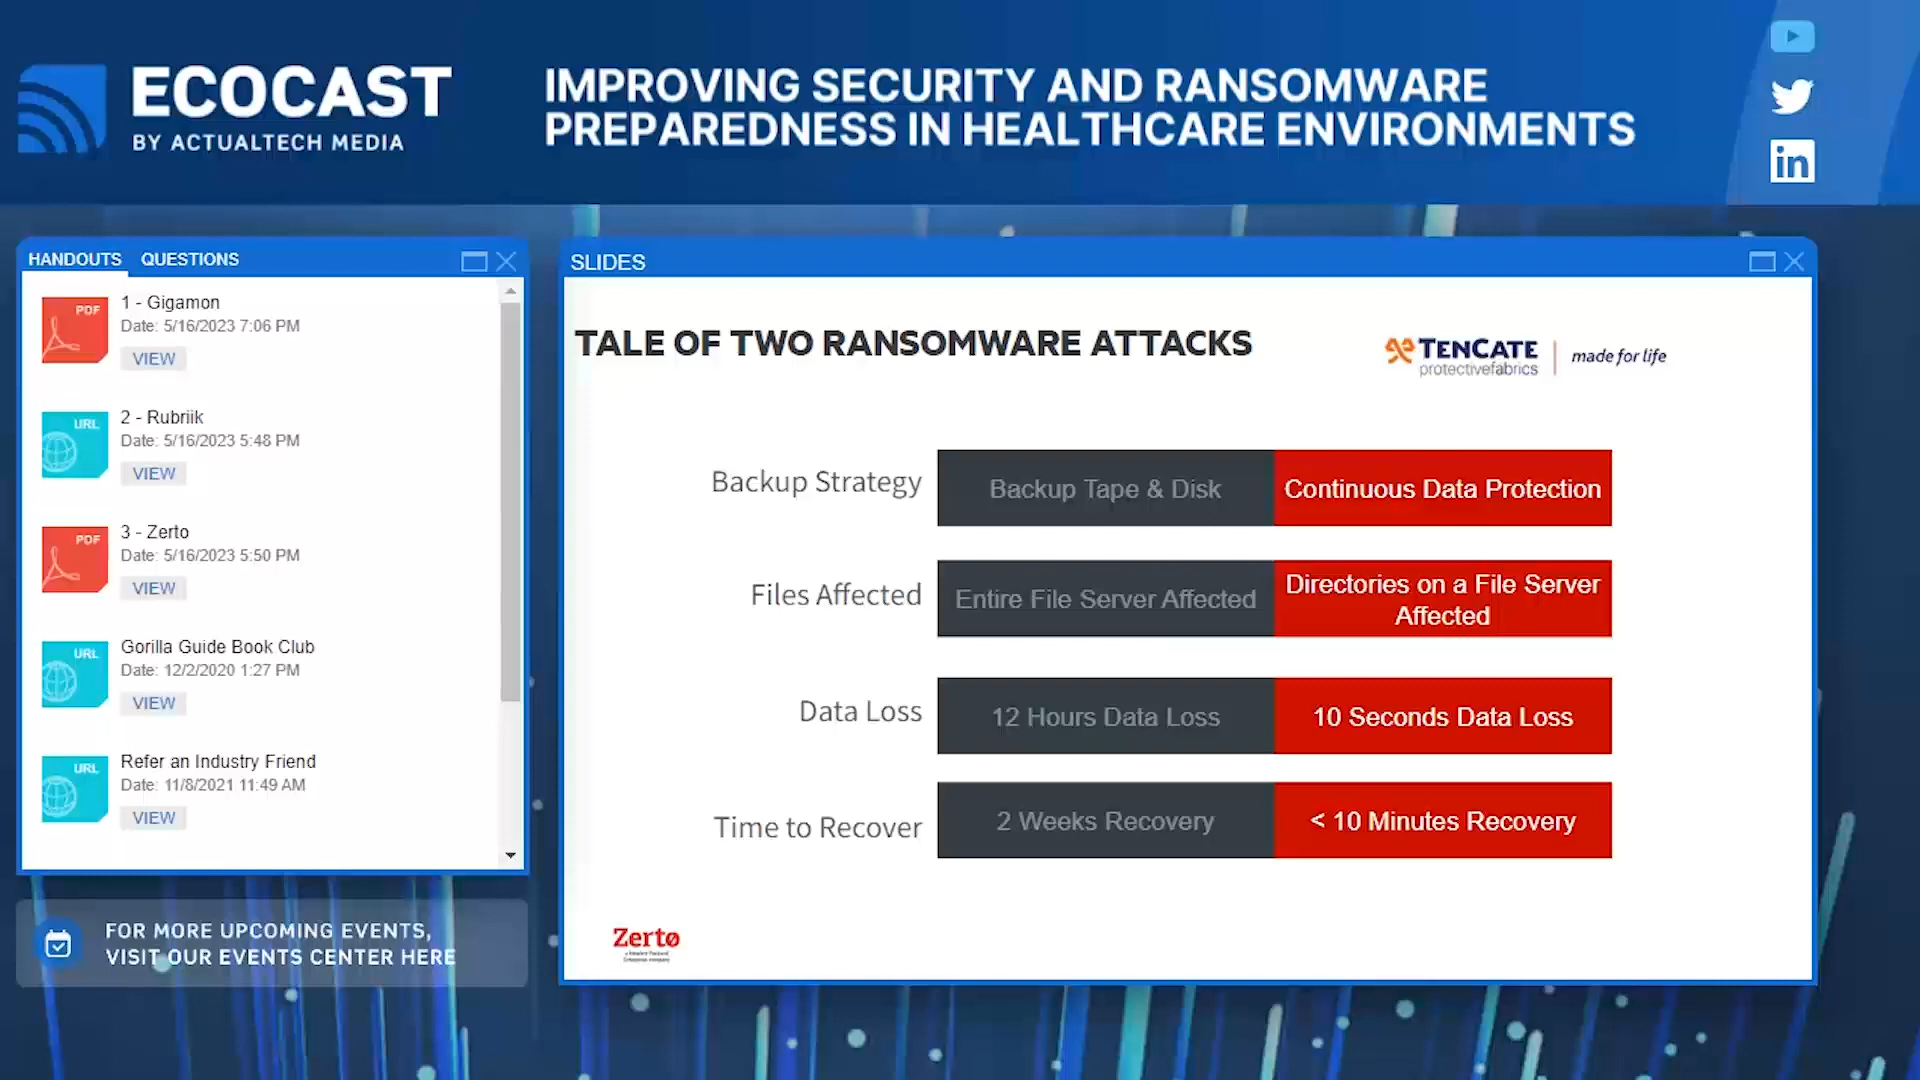 ECOCAST
BY ACTUALTECH MEDIA
IMPROVING SECURITY AND RANSOMWARE
PREPAREDNESS IN HEALTHCARE ENVIRONMENTS
in
HANDOUTS QUESTIONS
PDF
1 - Gigamon
Date: 5/16/2023 7:06 PM
VIEW
URL
2 - Rubriik
Date: 5/16/2023 5:48 PM
VIEW
PDF
3 - Zerto
Date: 5/16/2023 5:50 PM
VIEW
URL
Gorilla Guide Book Club
Date: 12/2/2020 1:27 PM
VIEW
URL
Refer an Industry Friend
Date: 11/8/2021 11:49 AM
VIEW
FOR MORE UPCOMING EVENTS,
VISIT OUR EVENTS CENTER HERE
SLIDES
TALE OF TWO RANSOMWARE ATTACKS
TENCATE
protectivefabrics
made for life
Backup Strategy
Backup Tape & Disk
Continuous Data Protection
Files Affected
Entire File Server Affected
Directories on a File Server
Affected
Data Loss
12 Hours Data Loss
10 Seconds Data Loss
Time to Recover
2 Weeks Recovery
< 10 Minutes Recovery
Zerto
a Hewlett Packard
Enterprise company